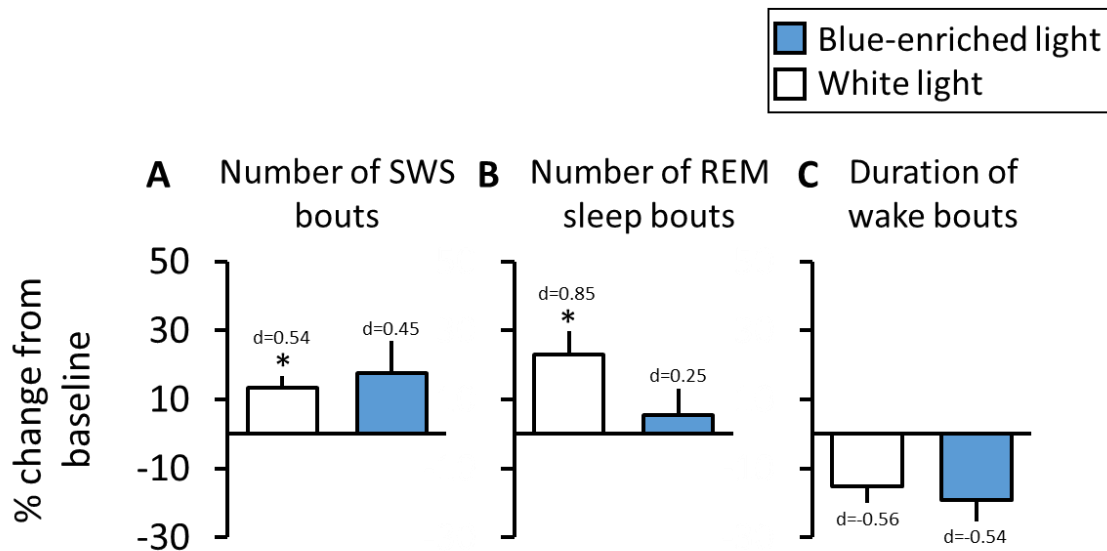 Blue-enriched light
White light
A Number of SWS
bouts
B Number of REM
sleep bouts
C Duration of
wake bouts
% change from
baseline
50
30
10
-10
-30
d=0.54
*
d=0.45
d=0.85
*
d=0.25
d=-0.56
d=-0.54